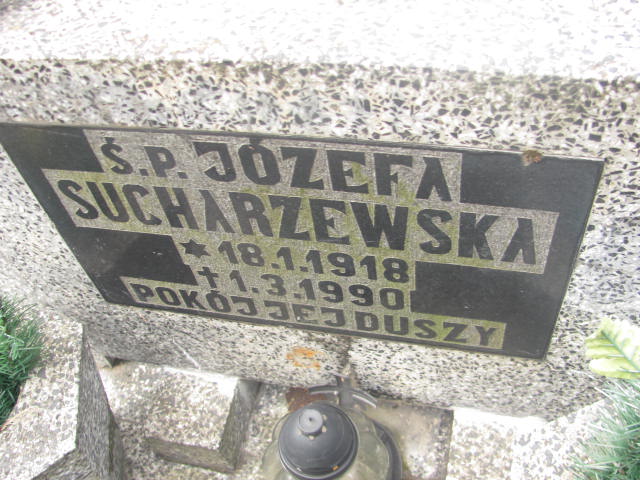 Ś.P. JÓZEFA
SUCHARZEWSKA
★ 18.1.1918
✝ 1.3.1990
POKÓJ JEJ DUSZY